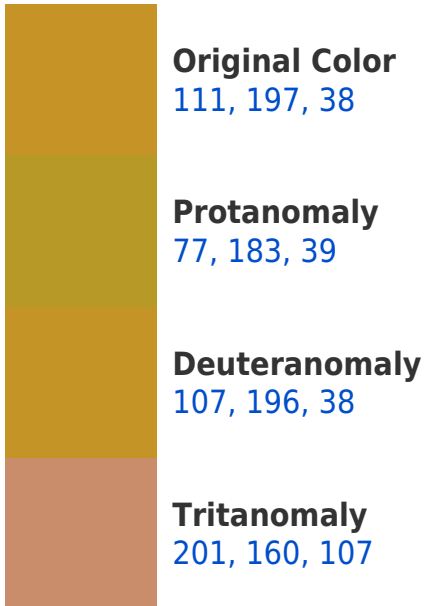 Original Color
111, 197, 38
Protanomaly
77, 183, 39
Deuteranomaly
107, 196, 38
Tritanomaly
201, 160, 107